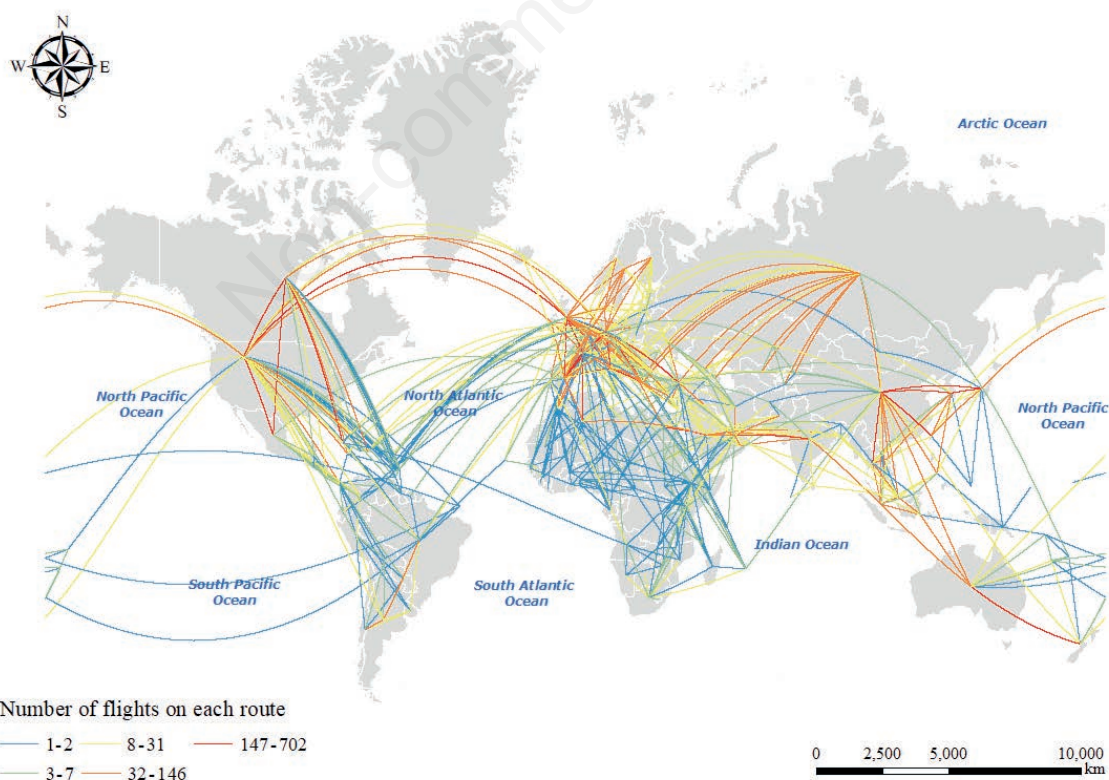 N
W E
S
Non-comme
Arctic Ocean
North Pacific
Ocean
North Atlantic
Ocean
North Pacific
Ocean
Indian Ocean
South Pacific
Ocean
South Atlantic
Ocean
Number of flights on each route
1-2 8-31 147-702
3-7 32-146
0 2,500 5,000 10,000
km